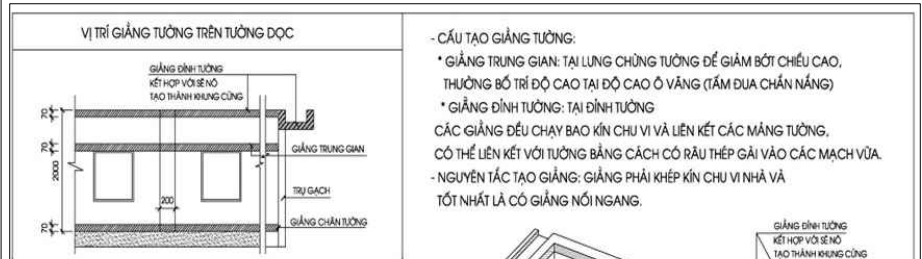 VỊ TRÍ GIẰNG TƯỜNG TRÊN TƯỜNG DỌC
GIẰNG ĐỈNH TƯỜNG
KẾT HỢP VỚI SÊ NÔ
TẠO THÀNH KHUNG CỨNG
70
70
2000
70
200
GIẰNG TRUNG GIAN
TRỤ GẠCH
GIẰNG CHÂN TƯỜNG
- CẤU TẠO GIẰNG TƯỜNG:
* GIẰNG TRUNG GIAN: TẠI LƯNG CHỪNG TƯỜNG ĐỂ GIẢM BỚT CHIỀU CAO,
THƯỜNG BỐ TRÍ ĐỘ CAO TẠI ĐỘ CAO Ô VĂNG (TẤM ĐUA CHẮN NẮNG)
* GIẰNG ĐỈNH TƯỜNG: TẠI ĐỈNH TƯỜNG
CÁC GIẰNG ĐỀU CHẠY BAO KÍN CHU VI VÀ LIÊN KẾT CÁC MẢNG TƯỜNG,
CÓ THỂ LIÊN KẾT VỚI TƯỜNG BẰNG CÁCH CÓ RÂU THÉP GÀI VÀO CÁC MẠCH VỮA.
- NGUYÊN TẮC TẠO GIẰNG: GIẰNG PHẢI KHÉP KÍN CHU VI NHÀ VÀ
TỐT NHẤT LÀ CÓ GIẰNG NỐI NGANG.
GIẰNG ĐỈNH TƯỜNG
KẾT HỢP VỚI SÊ NÔ
TẠO THÀNH KHUNG CỨNG